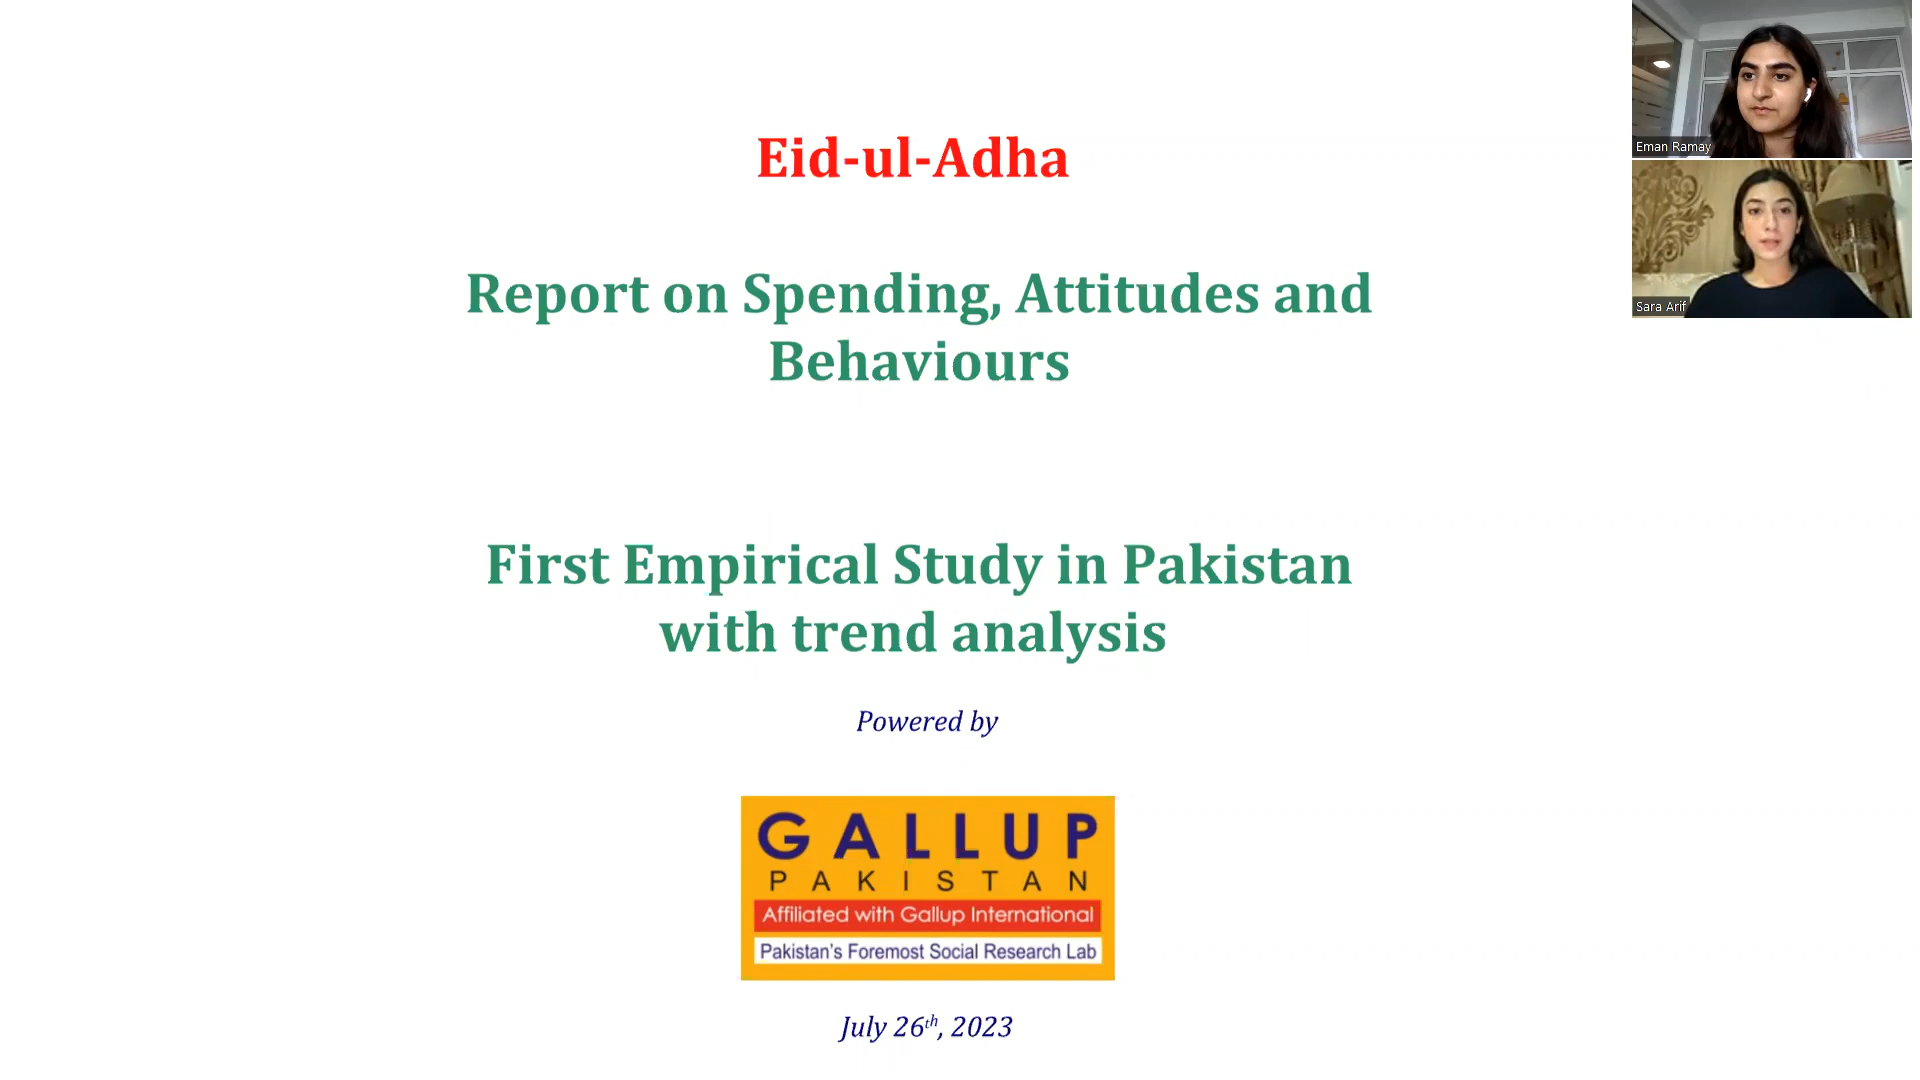 Eid-ul-Adha
Report on Spending, Attitudes and
Behaviours
First Empirical Study in Pakistan
with trend analysis
Powered by
GALLUP
PAKISTAN
Affiliated with Gallup International
Pakistan's Foremost Social Research Lab
July 26th, 2023
Eman Ramay
Sara Arif